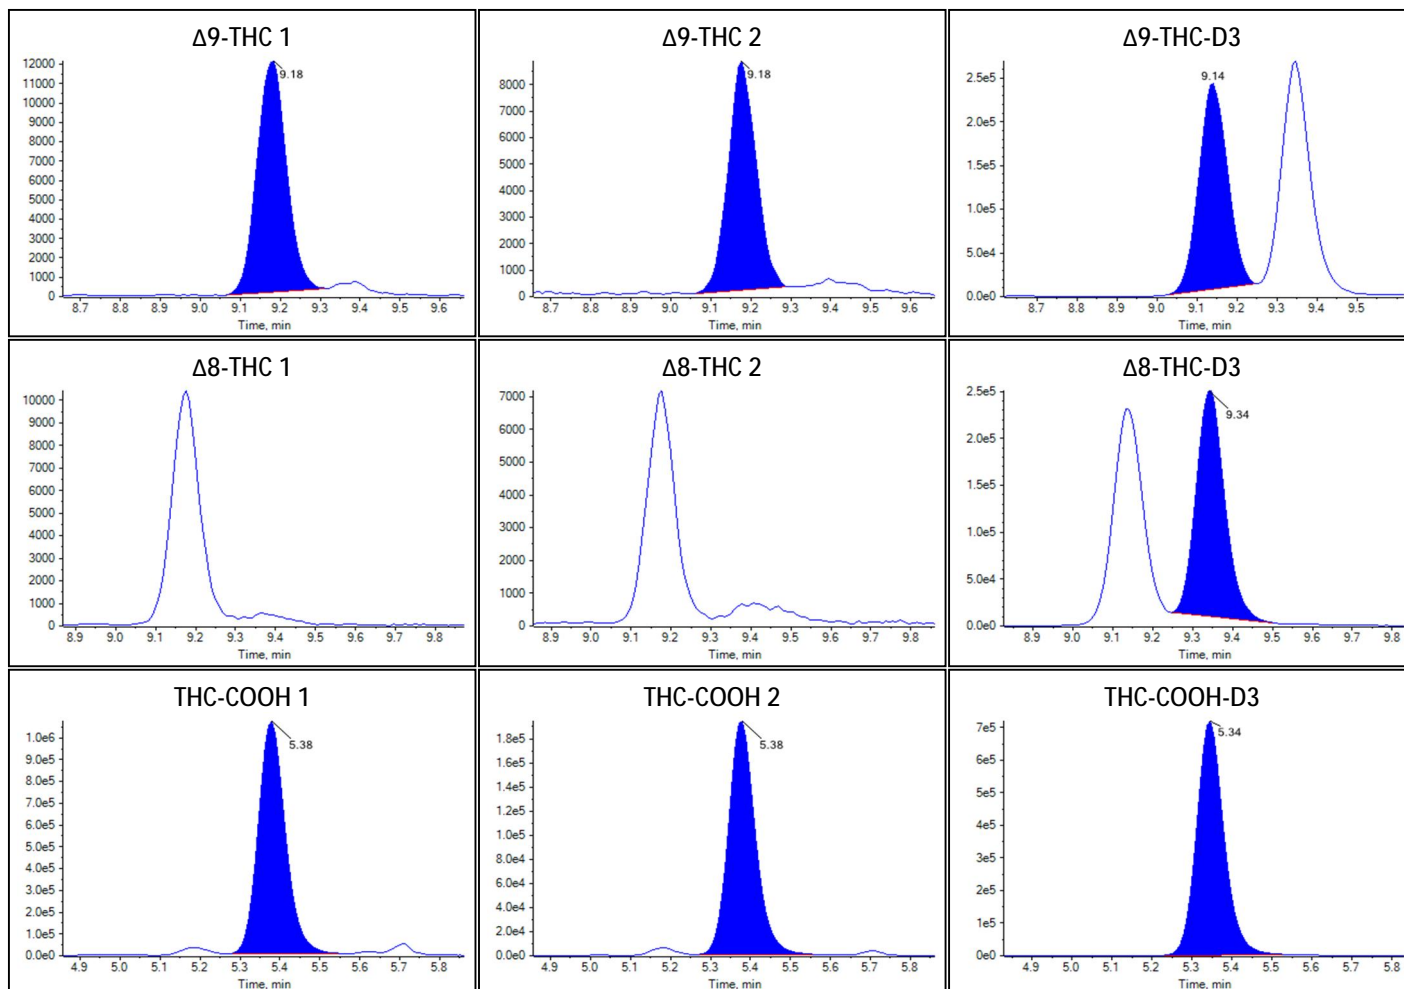 Δ9-THC 1
12000
11000
10000
9000
8000
7000
6000
5000
4000
3000
2000
1000
0
9.18
8.7 8.8 8.9 9.0 9.1 9.2 9.3 9.4 9.5 9.6
Time, min
Δ9-THC 2
8000
7000
6000
5000
4000
3000
2000
1000
0
9.18
8.7 8.8 8.9 9.0 9.1 9.2 9.3 9.4 9.5 9.6
Time, min
Δ9-THC-D3
2.5e5
2.0e5
1.5e5
1.0e5
5.0e4
0.0e0
9.14
8.7 8.8 8.9 9.0 9.1 9.2 9.3 9.4 9.5
Time, min
Δ8-THC 1
10000
9000
8000
7000
6000
5000
4000
3000
2000
1000
0
8.9 9.0 9.1 9.2 9.3 9.4 9.5 9.6 9.7 9.8
Time, min
Δ8-THC 2
7000
6000
5000
4000
3000
2000
1000
0
8.9 9.0 9.1 9.2 9.3 9.4 9.5 9.6 9.7 9.8
Time, min
Δ8-THC-D3
2.5e5
2.0e5
1.5e5
1.0e5
5.0e4
0.0e0
9.34
8.9 9.0 9.1 9.2 9.3 9.4 9.5 9.6 9.7 9.8
Time, min
THC-COOH 1
1.0e6
9.0e5
8.0e5
7.0e5
6.0e5
5.0e5
4.0e5
3.0e5
2.0e5
1.0e5
0.0e0
5.38
4.9 5.0 5.1 5.2 5.3 5.4 5.5 5.6 5.7 5.8
Time, min
THC-COOH 2
1.8e5
1.6e5
1.4e5
1.2e5
1.0e5
8.0e4
6.0e4
4.0e4
2.0e4
0.0e0
5.38
4.9 5.0 5.1 5.2 5.3 5.4 5.5 5.6 5.7 5.8
Time, min
THC-COOH-D3
7e5
6e5
5e5
4e5
3e5
2e5
1e5
0e0
5.34
4.9 5.0 5.1 5.2 5.3 5.4 5.5 5.6 5.7 5.8
Time, min